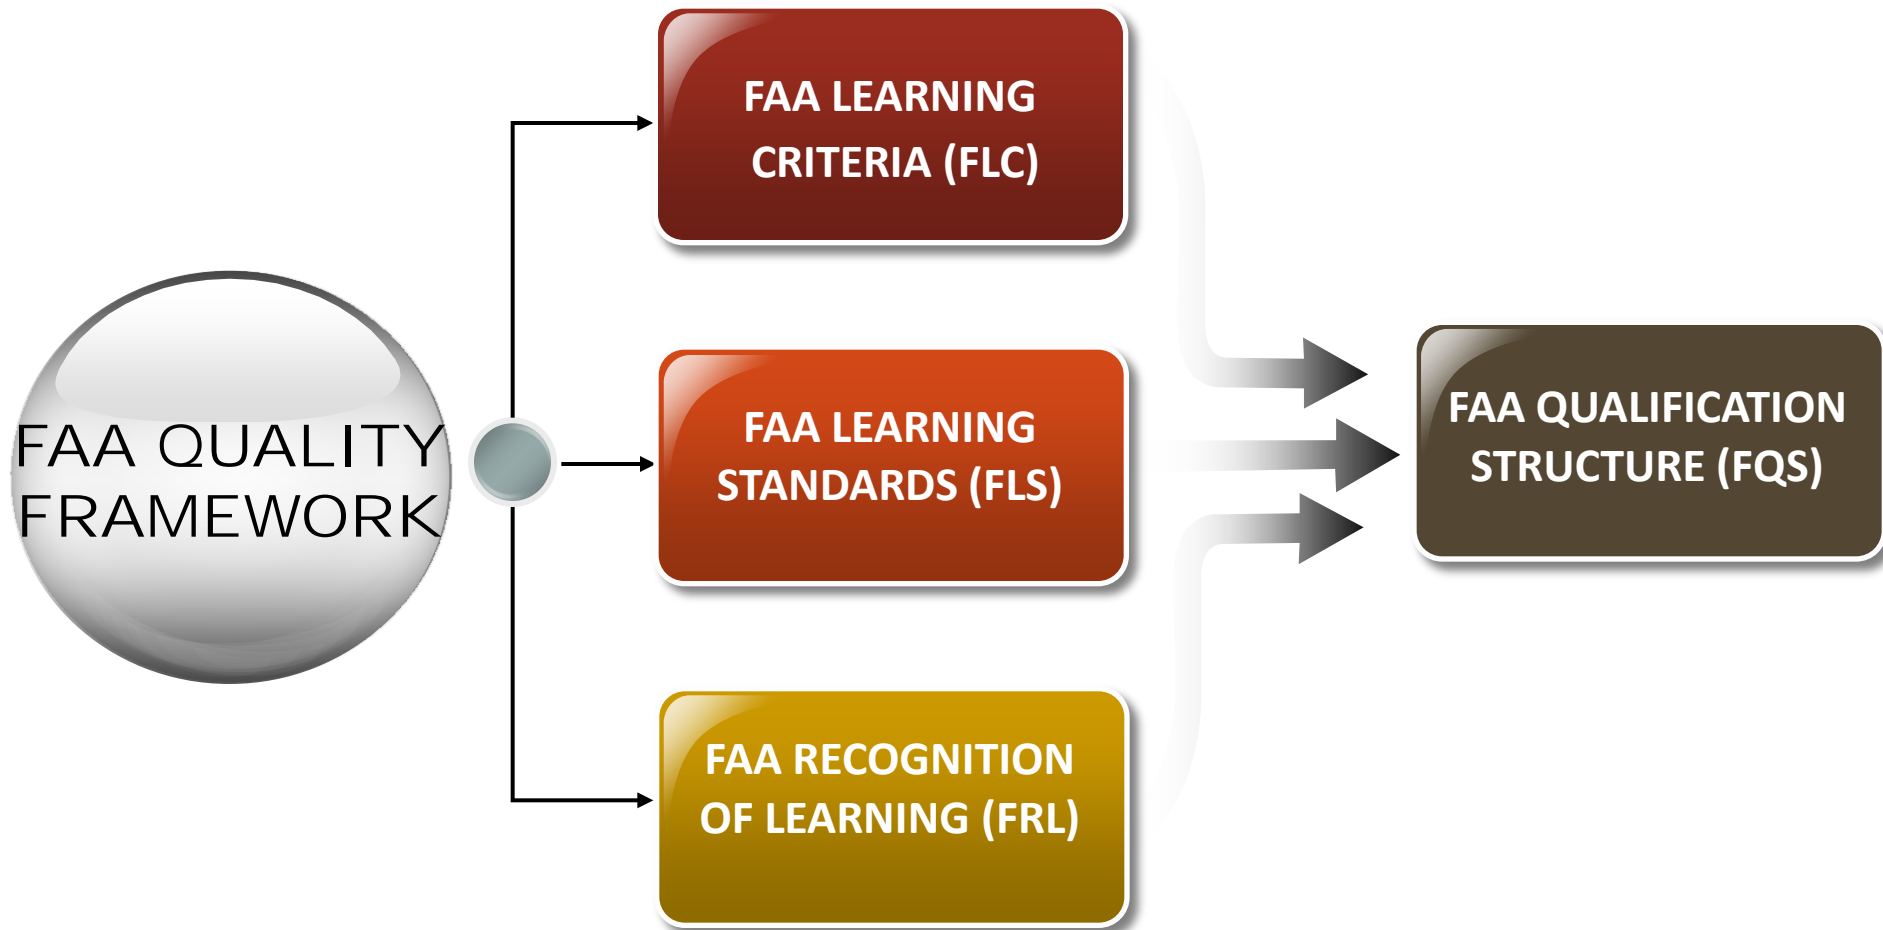 FAA QUALITY
FRAMEWORK
FAA LEARNING
CRITERIA (FLC)
FAA LEARNING
STANDARDS (FLS)
FAA RECOGNITION
OF LEARNING (FRL)
FAA QUALIFICATION
STRUCTURE (FQS)